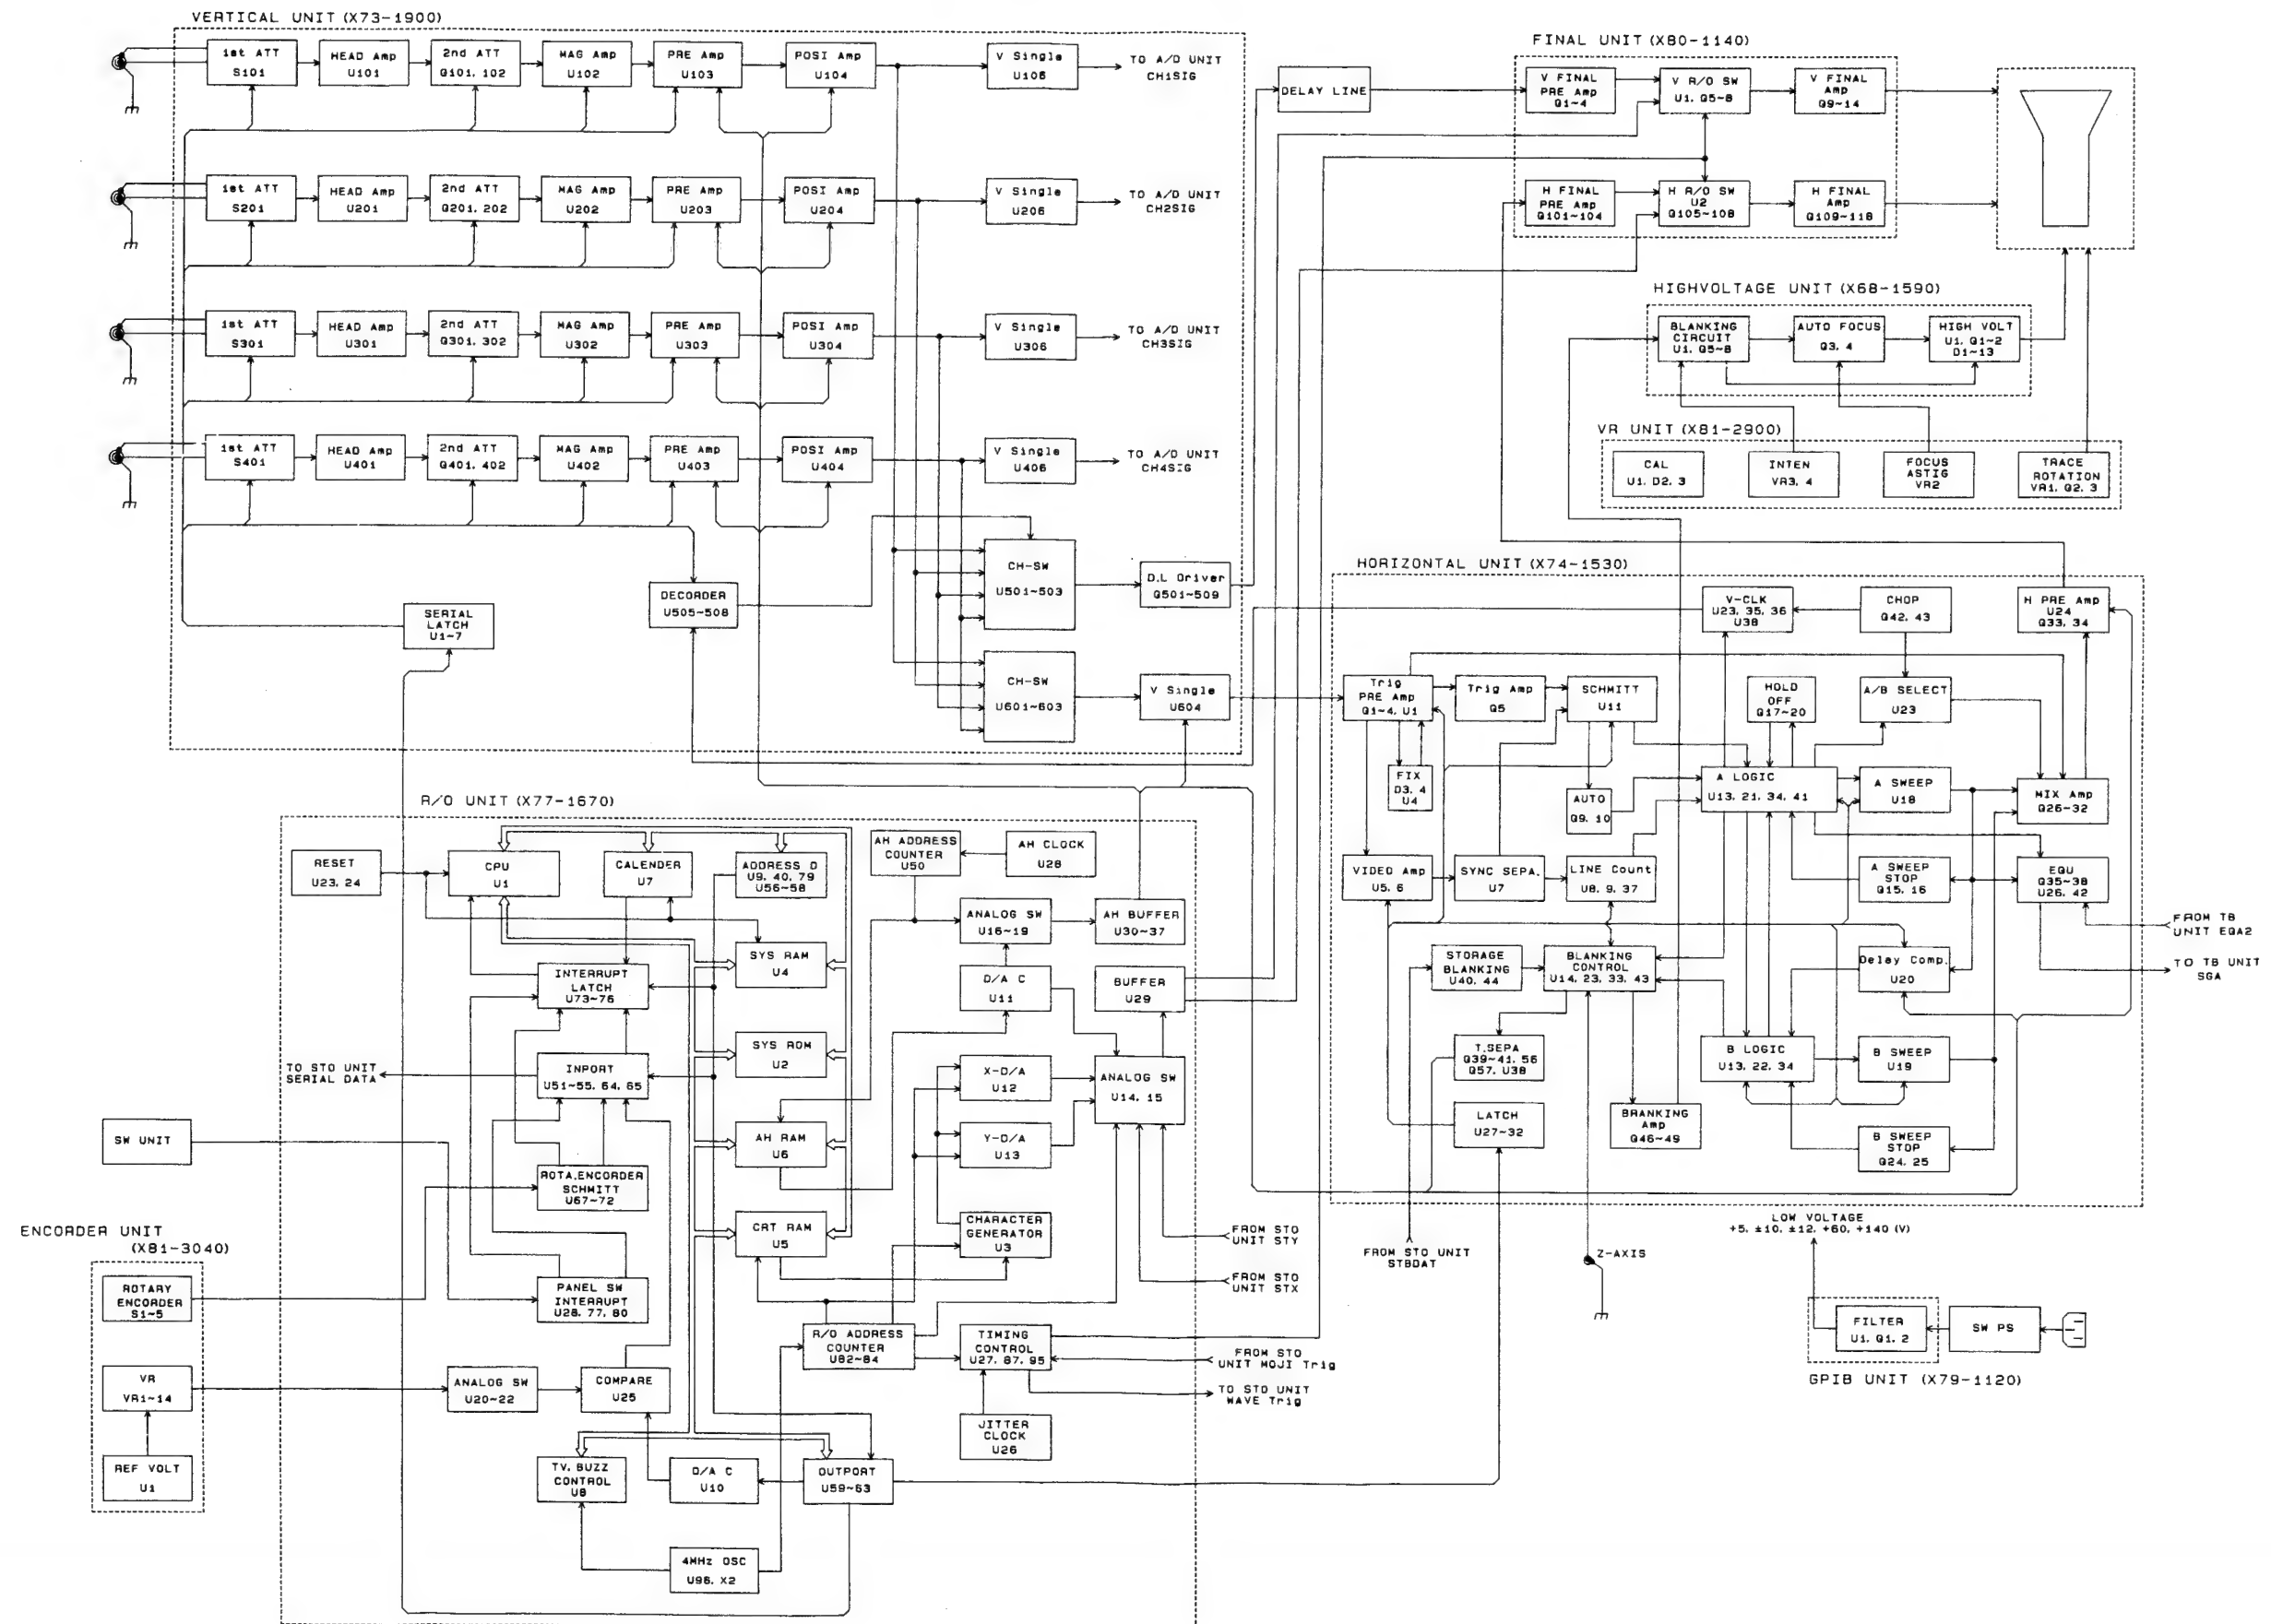 VERTICAL UNIT (X73-1900)
1st ATT
S101
HEAD Amp
U101
2nd ATT
Q101. 102
MAG Amp
U102
PRE Amp
U103
POSI Amp
U104
V Single
U106
TO A/D UNIT
CH1SIG
1st ATT
S201
HEAD Amp
U201
2nd ATT
Q201. 202
MAG Amp
U202
PRE Amp
U203
POSI Amp
U204
V Single
U206
TO A/D UNIT
CH2SIG
1st ATT
S301
HEAD Amp
U301
2nd ATT
Q301. 302
MAG Amp
U302
PRE Amp
U303
POSI Amp
U304
V Single
U306
TO A/D UNIT
CH3SIG
1st ATT
S401
HEAD Amp
U401
2nd ATT
Q401. 402
MAG Amp
U402
PRE Amp
U403
POSI Amp
U404
V Single
U406
TO A/D UNIT
CH4SIG
SERIAL
LATCH
U1~7
DECORDER
U505~508
CH-SW
U501~503
D.L Driver
Q501~509
CH-SW
U601~603
V Single
U604
DELAY LINE
FINAL UNIT (X80-1140)
V FINAL
PRE Amp
Q1~4
V R/O SW
U1. Q5~8
V FINAL
Amp
Q9~14
H FINAL
PRE Amp
Q101~104
H R/O SW
U2
Q105~108
H FINAL
Amp
Q109~118
HIGHVOLTAGE UNIT (X68-1590)
BLANKING
CIRCUIT
U1. Q5~8
AUTO FOCUS
Q3. 4
HIGH VOLT
U1. Q1~2
D1~13
VR UNIT (X81-2900)
CAL
U1. D2. 3
INTEN
VR3. 4
FOCUS
ASTIG
VR2
TRACE
ROTATION
VR1. Q2. 3
HORIZONTAL UNIT (X74-1530)
V-CLK
U23. 35. 36
U38
CHOP
Q42. 43
H PRE Amp
U24
Q33. 34
Trig
PRE Amp
Q1~4. U1
Trig Amp
Q5
SCHMITT
U11
HOLD
OFF
Q17~20
A/B SELECT
U23
FIX
D3. 4
U4
AUTO
Q9. 10
A LOGIC
U13. 21. 34. 41
A SWEEP
U18
MIX Amp
Q26~32
VIDEO Amp
U5. 6
SYNC SEPA.
U7
LINE Count
U8. 9. 37
A SWEEP
STOP
Q15. 16
EQU
Q35~38
U26. 42
FROM TB
UNIT EQA2
TO TB UNIT
SGA
STORAGE
BLANKING
U40. 44
BLANKING
CONTROL
U14. 23. 33. 43
Delay Comp.
U20
T.SEPA
Q39~41. 56
Q57. U38
B LOGIC
U13. 22. 34
B SWEEP
U19
LATCH
U27~32
BRANKING
Amp
Q46~49
B SWEEP
STOP
Q24. 25
FROM STO UNIT
STBDAT
Z-AXIS
LOW VOLTAGE
+5. ±10. ±12. +60. +140 (V)
FILTER
U1. Q1. 2
SW PS
GPIB UNIT (X79-1120)
R/O UNIT (X77-1670)
RESET
U23. 24
CPU
U1
CALENDER
U7
ADDRESS D
U9. 40. 79
U56~58
AH ADDRESS
COUNTER
U50
AH CLOCK
U28
ANALOG SW
U16~19
AH BUFFER
U30~37
SYS RAM
U4
INTERRUPT
LATCH
U73~76
D/A C
U11
BUFFER
U29
SYS ROM
U2
INPORT
U51~55. 64. 65
TO STO UNIT
SERIAL DATA
X-D/A
U12
ANALOG SW
U14. 15
SW UNIT
AH RAM
U6
Y-D/A
U13
ROTA.ENCORDER
SCHMITT
U67~72
CRT RAM
U5
CHARACTER
GENERATOR
U3
FROM STO
UNIT STY
FROM STO
UNIT STX
ENCORDER UNIT
(X81-3040)
ROTARY
ENCORDER
S1~5
PANEL SW
INTERRUPT
U28. 77. 80
R/O ADDRESS
COUNTER
U82~84
TIMING
CONTROL
U27. 87. 95
FROM STO
UNIT MOJI Trig
TO STO UNIT
WAVE Trig
VR
VR1~14
ANALOG SW
U20~22
COMPARE
U25
JITTER
CLOCK
U26
REF VOLT
U1
TV. BUZZ
CONTROL
U8
D/A C
U10
OUTPORT
U59~63
4MHz OSC
U96. X2